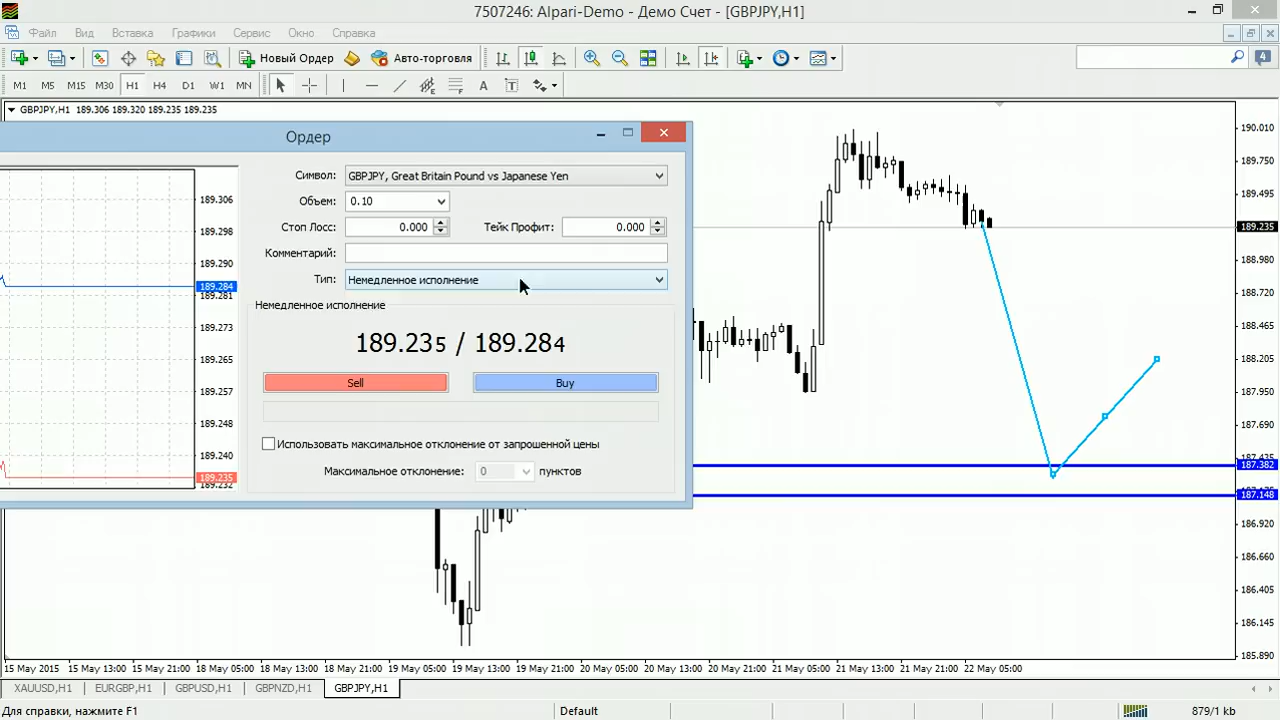 7507246: Alpari-Demo - Демо Счет - [GBPJPY,H1]
Файл Вид Вставка Графики Сервис Окно Справка
Новый Ордер Авто-торговля 4
M1 M5 M15 M30 H1 H4 D1 W1 MN A T
GBPJPY,H1 189.306 189.320 189.235 189.235
Ордер
Символ: GBPJPY, Great Britain Pound vs Japanese Yen
Объем: 0.10
Стоп Лосс: 0.000 Тейк Профит: 0.000
Комментарий:
Тип: Немедленное исполнение
Немедленное исполнение
189.235 / 189.284
Sell Buy
Использовать максимальное отклонение от запрошенной цены
Максимальное отклонение: 0 пунктов
189.306
189.298
189.290
189.284
189.281
189.273
189.265
189.257
189.248
189.240
189.235
189.232
190.010
189.750
189.495
189.235
188.980
188.720
188.465
188.205
187.950
187.690
187.382
187.148
186.920
186.660
186.405
186.145
185.890
15 May 2015 15 May 13:00 15 May 21:00 18 May 05:00 18 May 13:00 18 May 21:00 19 May 05:00 19 May 13:00 19 May 21:00 20 May 05:00 20 May 13:00 20 May 21:00 21 May 05:00 21 May 13:00 21 May 21:00 22 May 05:00
XAUUSD,H1 EURGBP,H1 GBPUSD,H1 GBPNZD,H1 GBPJPY,H1
Для справки, нажмите F1 Default 879/1 kb